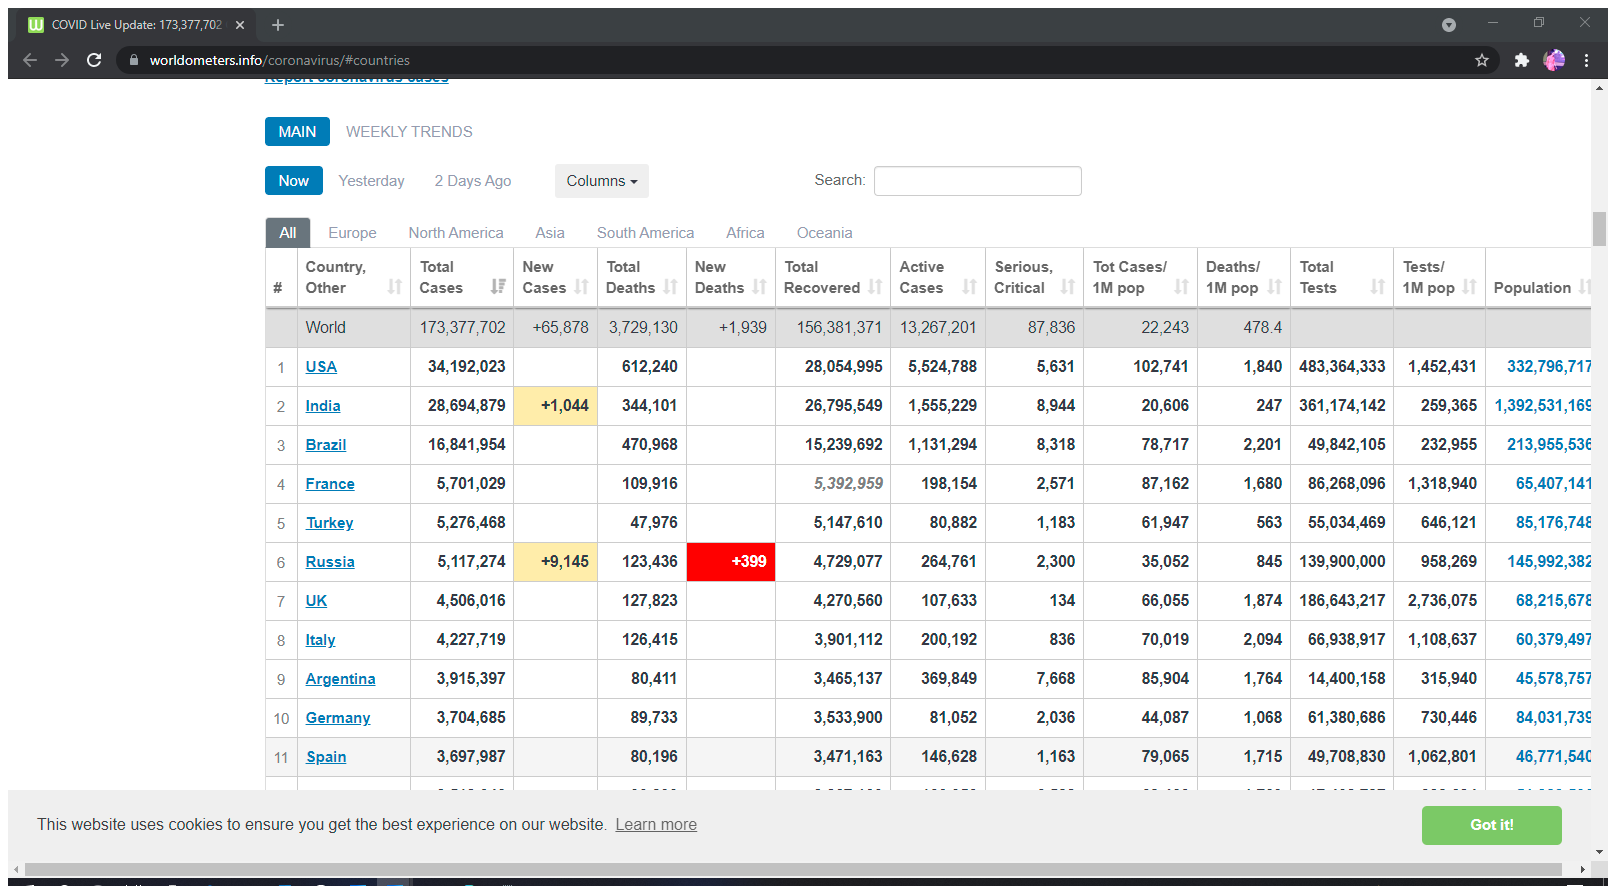 COVID Live Update: 173,377,702
worldometers.info/coronavirus/#countries
Report coronavirus cases
MAIN WEEKLY TRENDS
Now Yesterday 2 Days Ago Columns Search:
All Europe North America Asia South America Africa Oceania
# Country, Other Total Cases New Cases Total Deaths New Deaths Total Recovered Active Cases Serious, Critical Tot Cases/ 1M pop Deaths/ 1M pop Total Tests Tests/ 1M pop Population
World 173,377,702 +65,878 3,729,130 +1,939 156,381,371 13,267,201 87,836 22,243 478.4
1 USA 34,192,023 612,240 28,054,995 5,524,788 5,631 102,741 1,840 483,364,333 1,452,431 332,796,717
2 India 28,694,879 +1,044 344,101 26,795,549 1,555,229 8,944 20,606 247 361,174,142 259,365 1,392,531,169
3 Brazil 16,841,954 470,968 15,239,692 1,131,294 8,318 78,717 2,201 49,842,105 232,955 213,955,536
4 France 5,701,029 109,916 5,392,959 198,154 2,571 87,162 1,680 86,268,096 1,318,940 65,407,141
5 Turkey 5,276,468 47,976 5,147,610 80,882 1,183 61,947 563 55,034,469 646,121 85,176,748
6 Russia 5,117,274 +9,145 123,436 +399 4,729,077 264,761 2,300 35,052 845 139,900,000 958,269 145,992,382
7 UK 4,506,016 127,823 4,270,560 107,633 134 66,055 1,874 186,643,217 2,736,075 68,215,678
8 Italy 4,227,719 126,415 3,901,112 200,192 836 70,019 2,094 66,938,917 1,108,637 60,379,497
9 Argentina 3,915,397 80,411 3,465,137 369,849 7,668 85,904 1,764 14,400,158 315,940 45,578,757
10 Germany 3,704,685 89,733 3,533,900 81,052 2,036 44,087 1,068 61,380,686 730,446 84,031,739
11 Spain 3,697,987 80,196 3,471,163 146,628 1,163 79,065 1,715 49,708,830 1,062,801 46,771,540
This website uses cookies to ensure you get the best experience on our website. Learn more Got it!